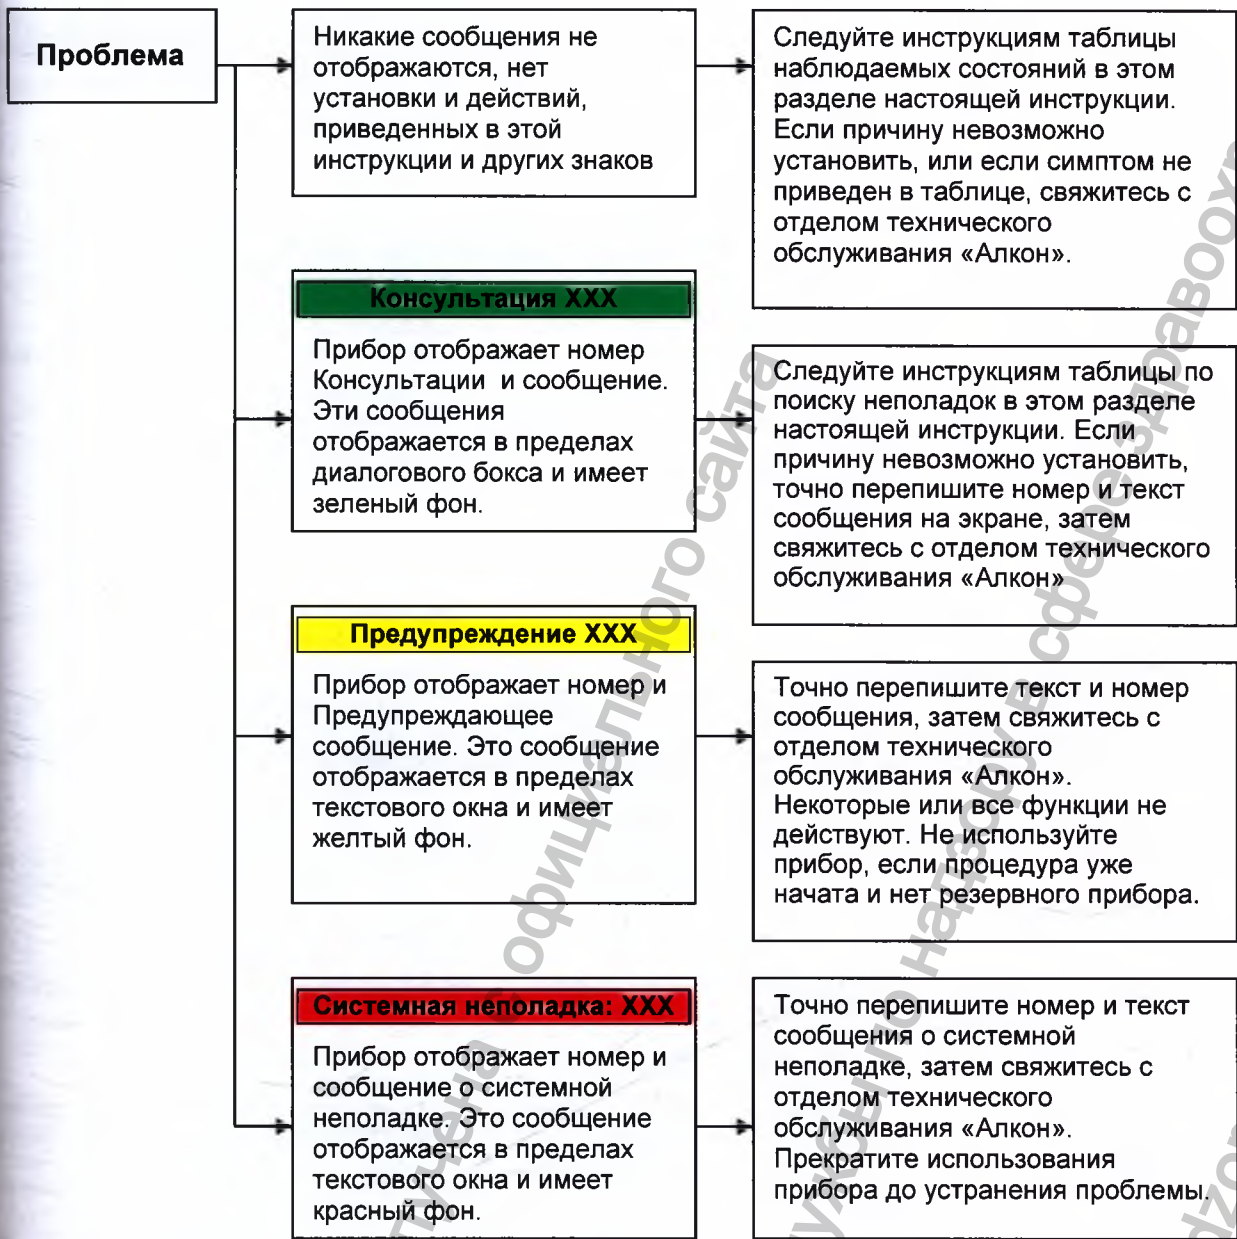 Проблема
Никакие сообщения не
отображаются, нет
установки и действий,
приведенных в этой
инструкции и других знаков
Следуйте инструкциям таблицы
наблюдаемых состояний в этом
разделе настоящей инструкции.
Если причину невозможно
установить, или если симптом не
приведен в таблице, свяжитесь с
отделом технического
обслуживания «Алкон».
Консультация XXX
Прибор отображает номер
Консультации и сообщение.
Эти сообщения
отображается в пределах
диалогового бокса и имеет
зеленый фон.
Следуйте инструкциям таблицы по
поиску неполадок в этом разделе
настоящей инструкции. Если
причину невозможно установить,
точно перепишите номер и текст
сообщения на экране, затем
свяжитесь с отделом технического
обслуживания «Алкон»
Предупреждение XXX
Прибор отображает номер и
Предупреждающее
сообщение. Это сообщение
отображается в пределах
текстового окна и имеет
желтый фон.
Точно перепишите текст и номер
сообщения, затем свяжитесь с
отделом технического
обслуживания «Алкон».
Некоторые или все функции не
действуют. Не используйте
прибор, если процедура уже
начата и нет резервного прибора.
Системная неполадка: XXX
Прибор отображает номер и
сообщение о системной
неполадке. Это сообщение
отображается в пределах
текстового окна и имеет
красный фон.
Точно перепишите номер и текст
сообщения о системной
неполадке, затем свяжитесь с
отделом технического
обслуживания «Алкон».
Прекратите использования
прибора до устранения проблемы.
официального сайта
по надзору в сфере